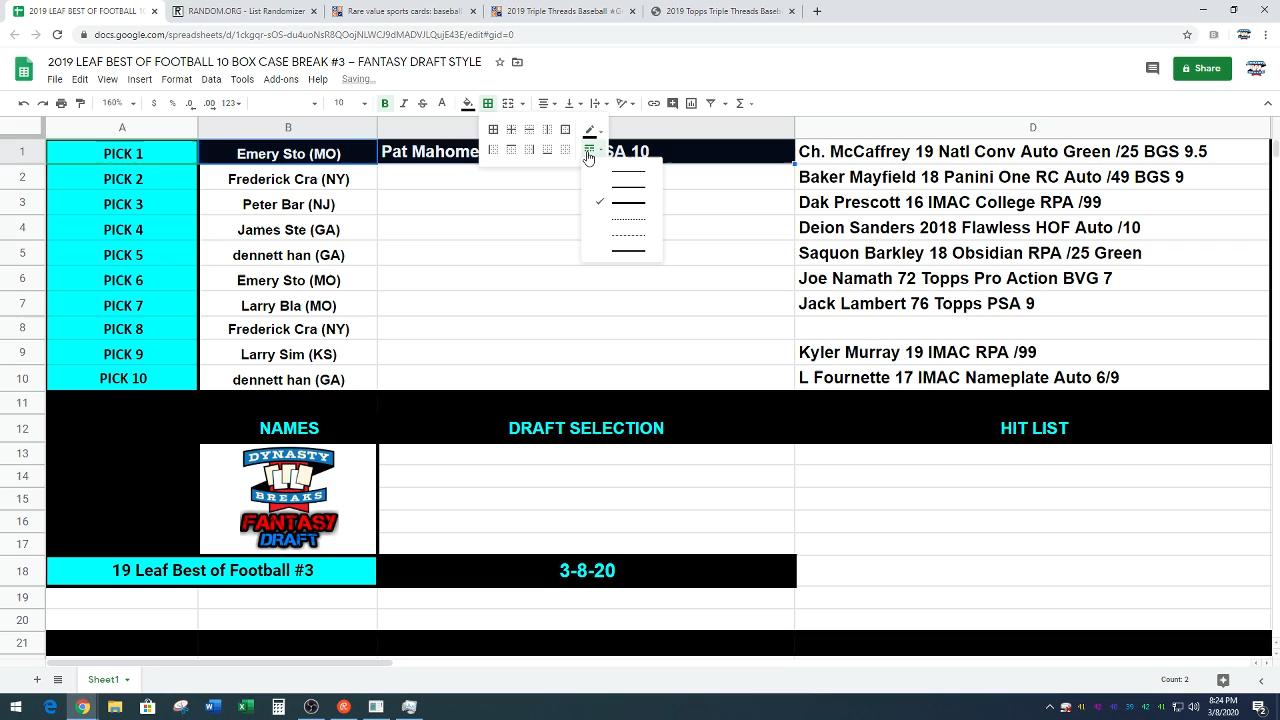 2019 LEAF BEST OF FOOTBALL 10
RANDOM.ORG - List Randomizer
Rare value sports cards: baseball
2019 Triple Threads Baseball
2019 Topps Triple Threads Baseb
docs.google.com/spreadsheets/d/1ckgqr-sOS-du4uoNsR8QOojNLWCJ9dMADVJLQujE43E/edit#gid=0
2019 LEAF BEST OF FOOTBALL 10 BOX CASE BREAK #3 – FANTASY DRAFT STYLE
File Edit View Insert Format Data Tools Add-ons Help Saving...
Share
160% $ % .0 .00 123 10 B I S A
A B D
1 PICK 1 Emery Sto (MO) Pat Mahome SA 10 Ch. McCaffrey 19 Natl Conv Auto Green /25 BGS 9.5
2 PICK 2 Frederick Cra (NY) Baker Mayfield 18 Panini One RC Auto /49 BGS 9
3 PICK 3 Peter Bar (NJ) Dak Prescott 16 IMAC College RPA /99
4 PICK 4 James Ste (GA) Deion Sanders 2018 Flawless HOF Auto /10
5 PICK 5 dennett han (GA) Saquon Barkley 18 Obsidian RPA /25 Green
6 PICK 6 Emery Sto (MO) Joe Namath 72 Topps Pro Action BVG 7
7 PICK 7 Larry Bla (MO) Jack Lambert 76 Topps PSA 9
8 PICK 8 Frederick Cra (NY)
9 PICK 9 Larry Sim (KS) Kyler Murray 19 IMAC RPA /99
10 PICK 10 dennett han (GA) L Fournette 17 IMAC Nameplate Auto 6/9
11
12 NAMES DRAFT SELECTION HIT LIST
13
14
15
16
17
DYNASTY
BREAKS
FANTASY
DRAFT
18 19 Leaf Best of Football #3 3-8-20
19
20
21
Sheet1
Count: 2
41 42 40 39 42 41
8:24 PM
3/8/2020